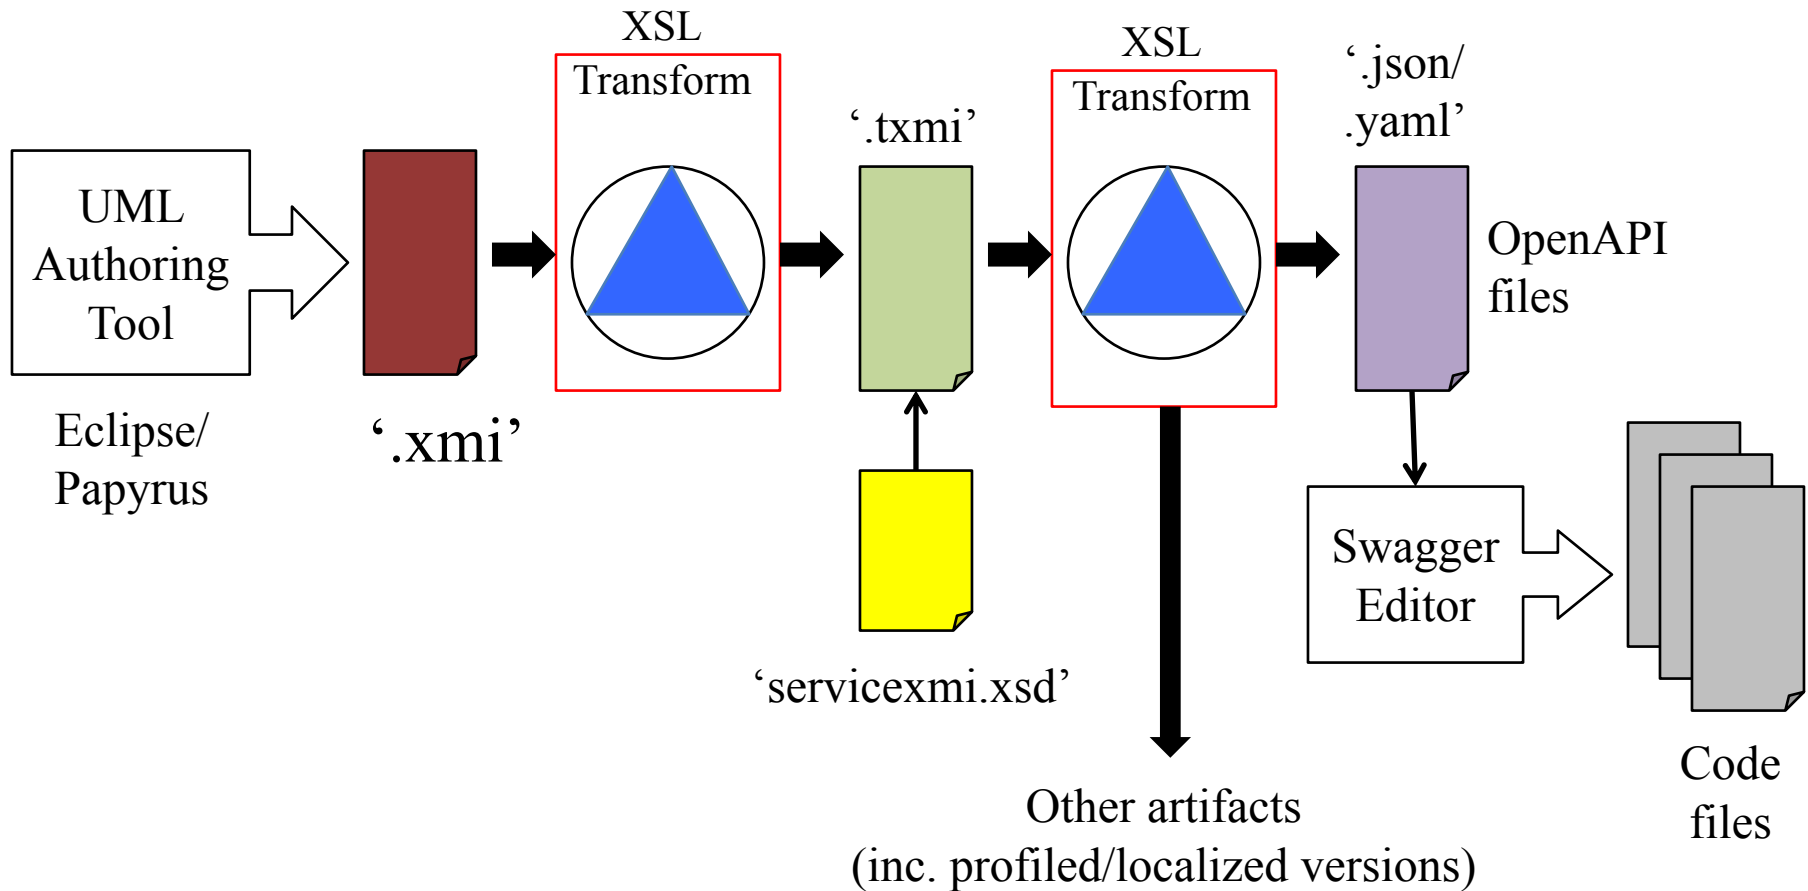 UML
Authoring
Tool
Eclipse/
Papyrus
‘.xmi’
XSL
Transform
‘.txmi’
‘servicexmi.xsd’
XSL
Transform
Other artifacts
(inc. profiled/localized versions)
‘.json/
.yaml’
OpenAPI
files
Swagger
Editor
Code
files